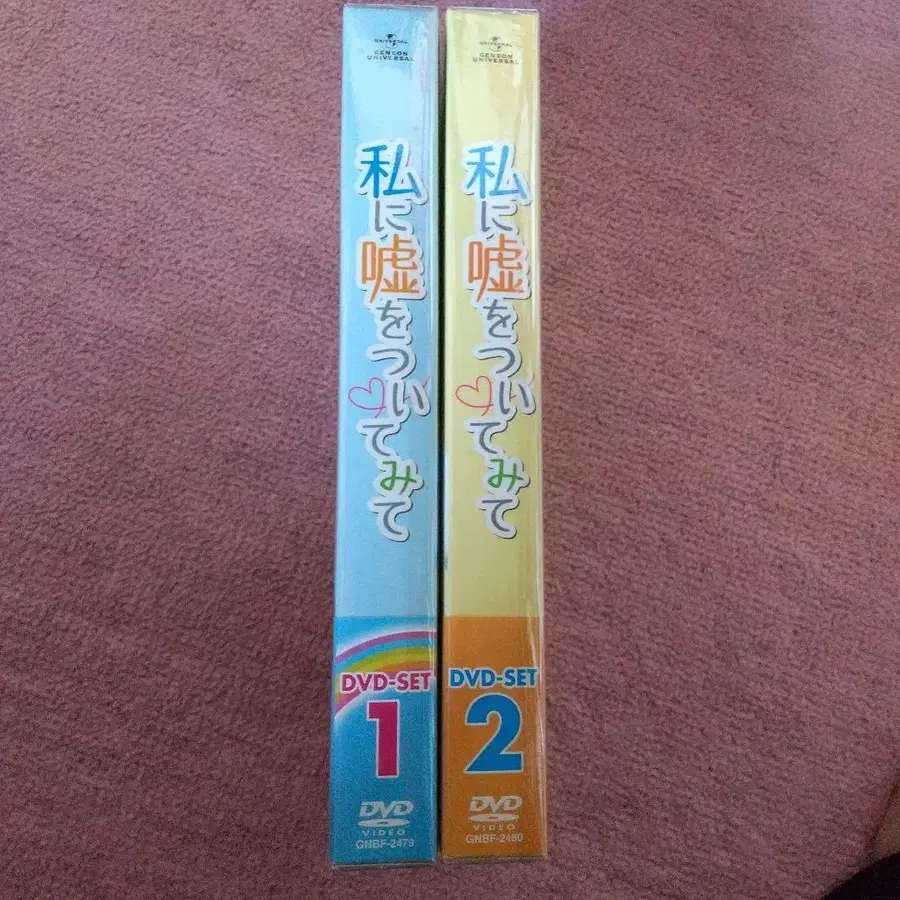 UNIVERSAL
GENEON
UNIVERSAL
私に嘘をついてみて
DVD-SET
1
DVD
VIDEO
GNBF-2479
UNIVERSAL
GENEON
UNIVERSAL
私に嘘をついてみて
DVD-SET
2
DVD
VIDEO
GNBF-2480